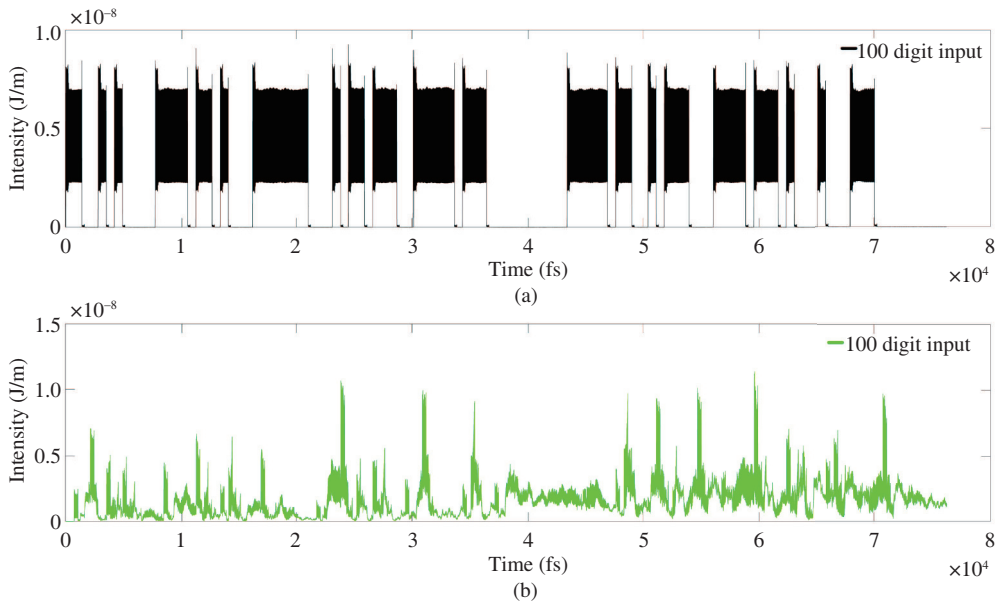 ×10⁻⁸
1.0
100 digit input
Intensity (J/m)
0.5
0
0 1 2 3 4 5 6 7 8
Time (fs)
×10⁴
(a)
×10⁻⁸
1.5
100 digit input
1.0
Intensity (J/m)
0.5
0
0 1 2 3 4 5 6 7 8
Time (fs)
×10⁴
(b)